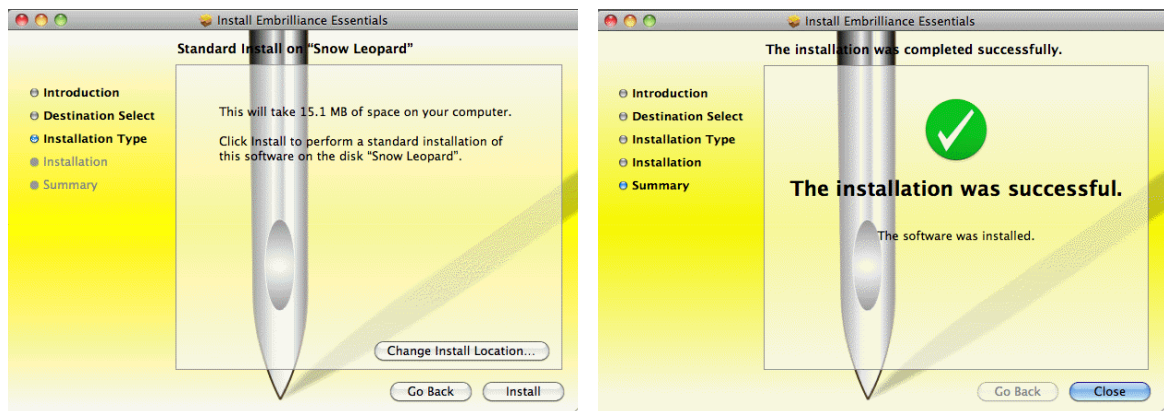 Install Embrilliance Essentials
Standard Install on “Snow Leopard”
Introduction
Destination Select
Installation Type
Installation
Summary
This will take 15.1 MB of space on your computer.
Click Install to perform a standard installation of
this software on the disk “Snow Leopard”.
Change Install Location...
Go Back
Install
Install Embrilliance Essentials
The installation was completed successfully.
Introduction
Destination Select
Installation Type
Installation
Summary
The installation was successful.
The software was installed.
Go Back
Close